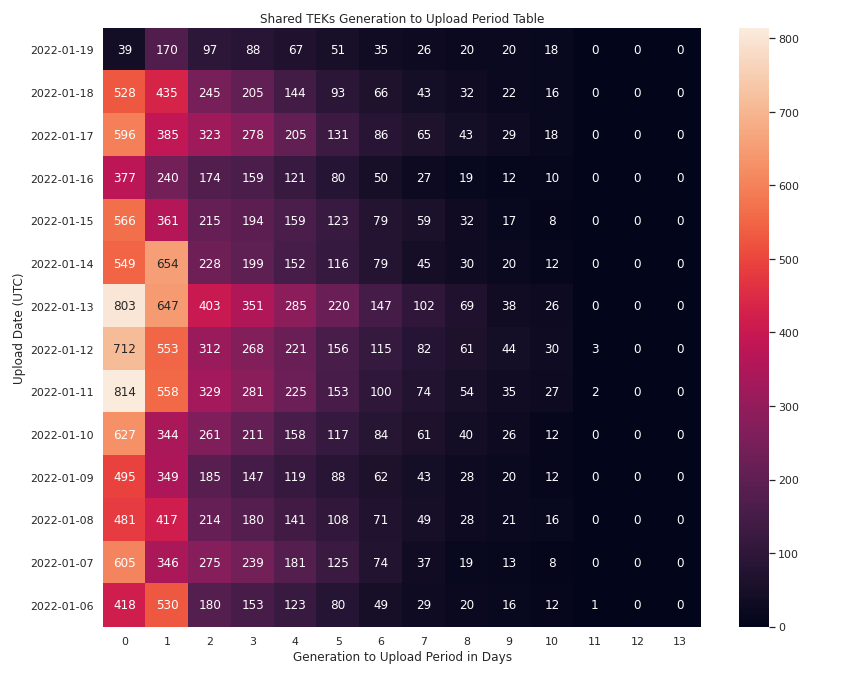 Shared TEKs Generation to Upload Period Table
Upload Date (UTC)
2022-01-19 39 170 97 88 67 51 35 26 20 20 18 0 0 0
2022-01-18 528 435 245 205 144 93 66 43 32 22 16 0 0 0
2022-01-17 596 385 323 278 205 131 86 65 43 29 18 0 0 0
2022-01-16 377 240 174 159 121 80 50 27 19 12 10 0 0 0
2022-01-15 566 361 215 194 159 123 79 59 32 17 8 0 0 0
2022-01-14 549 654 228 199 152 116 79 45 30 20 12 0 0 0
2022-01-13 803 647 403 351 285 220 147 102 69 38 26 0 0 0
2022-01-12 712 553 312 268 221 156 115 82 61 44 30 3 0 0
2022-01-11 814 558 329 281 225 153 100 74 54 35 27 2 0 0
2022-01-10 627 344 261 211 158 117 84 61 40 26 12 0 0 0
2022-01-09 495 349 185 147 119 88 62 43 28 20 12 0 0 0
2022-01-08 481 417 214 180 141 108 71 49 28 21 16 0 0 0
2022-01-07 605 346 275 239 181 125 74 37 19 13 8 0 0 0
2022-01-06 418 530 180 153 123 80 49 29 20 16 12 1 0 0
0 1 2 3 4 5 6 7 8 9 10 11 12 13
Generation to Upload Period in Days
800
700
600
500
400
300
200
100
0